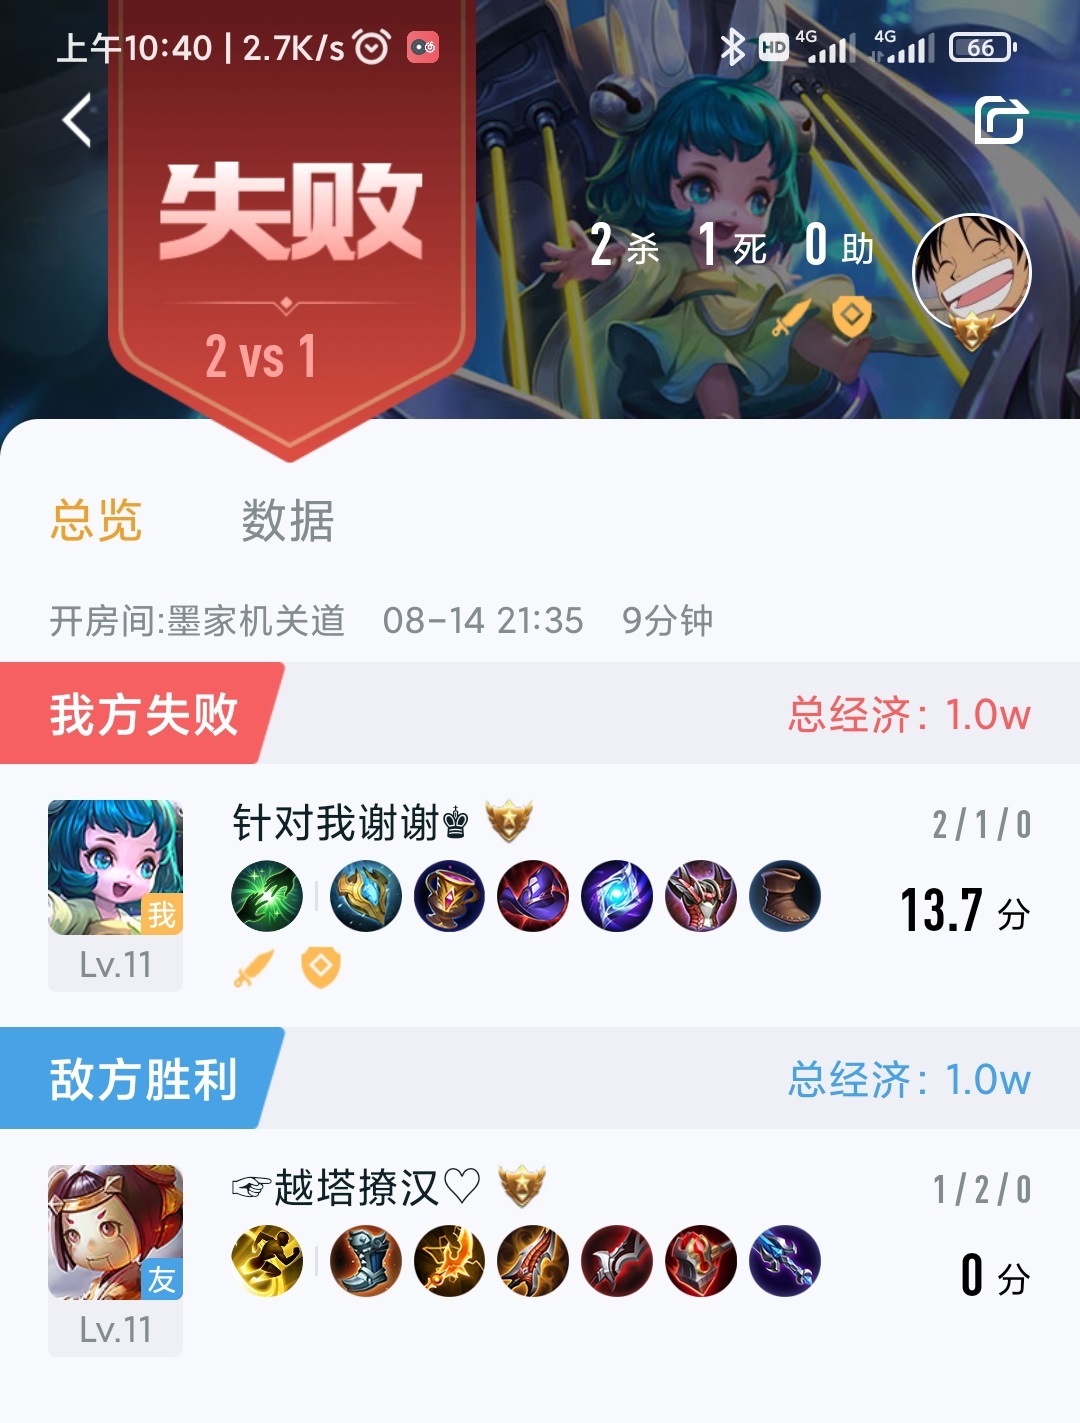 上午10:40 | 2.7K/s
HD 4G 4G 66
失败
2 杀 1 死 0 助
2 vs 1
总览 数据
开房间:墨家机关道 08-14 21:35 9分钟
我方失败 总经济: 1.0w
针对我谢谢♚ 2/1/0
13.7 分
我
Lv.11
敌方胜利 总经济: 1.0w
☞越塔撩汉♡ 1/2/0
0 分
友
Lv.11